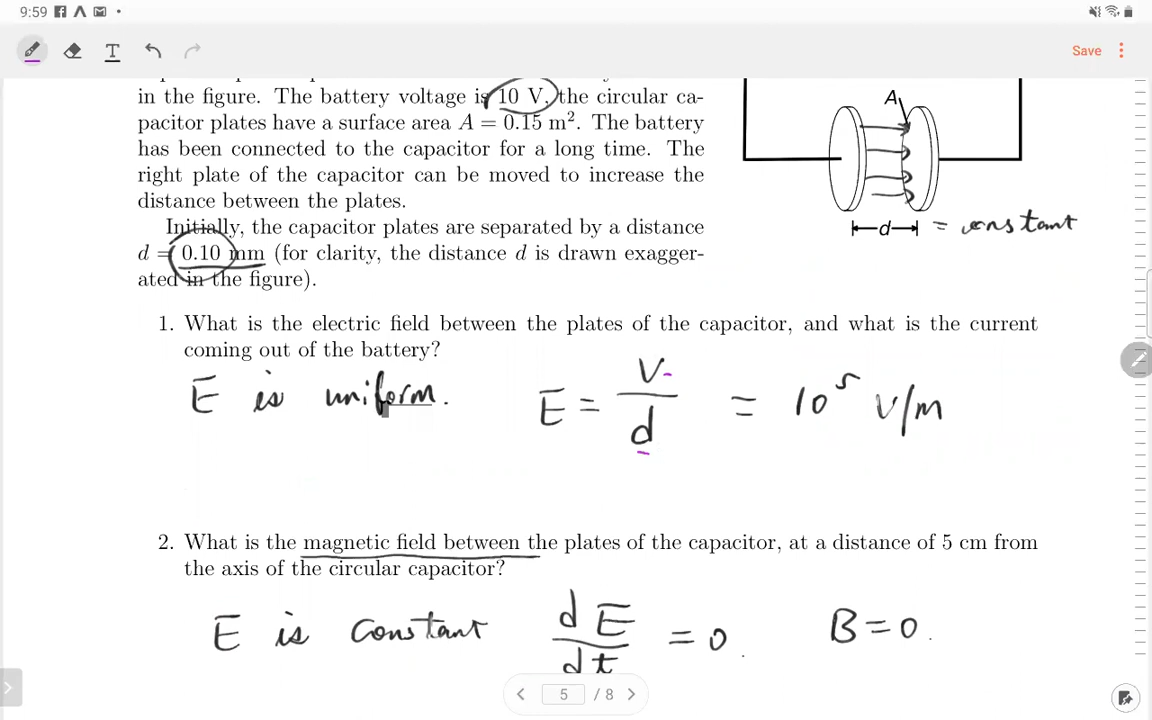 9:59
Save
in the figure. The battery voltage is 10 V, the circular ca-
pacitor plates have a surface area A = 0.15 m². The battery
has been connected to the capacitor for a long time. The
right plate of the capacitor can be moved to increase the
distance between the plates.
Initially, the capacitor plates are separated by a distance
d = 0.10 mm (for clarity, the distance d is drawn exagger-
ated in the figure).
A
d = constant
1. What is the electric field between the plates of the capacitor, and what is the current
coming out of the battery?
E is uniform. E = V/d = 10⁵ V/m
2. What is the magnetic field between the plates of the capacitor, at a distance of 5 cm from
the axis of the circular capacitor?
E is constant dE/dt = 0. B = 0.
5 / 8